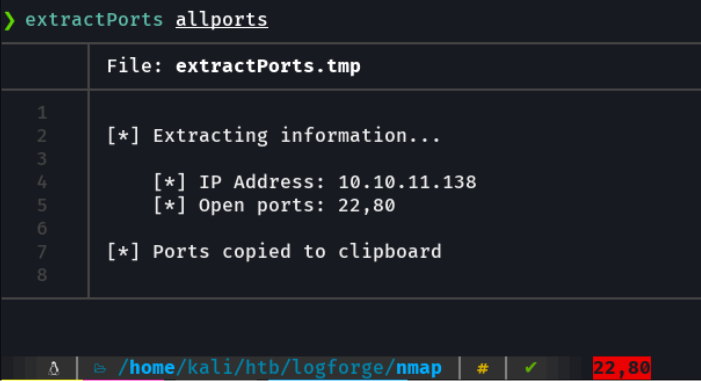 ❯ extractPorts allports
File: extractPorts.tmp
1
2 [*] Extracting information...
3
4 [*] IP Address: 10.10.11.138
5 [*] Open ports: 22,80
6
7 [*] Ports copied to clipboard
8
/home/kali/htb/logforge/nmap # ✔ 22,80